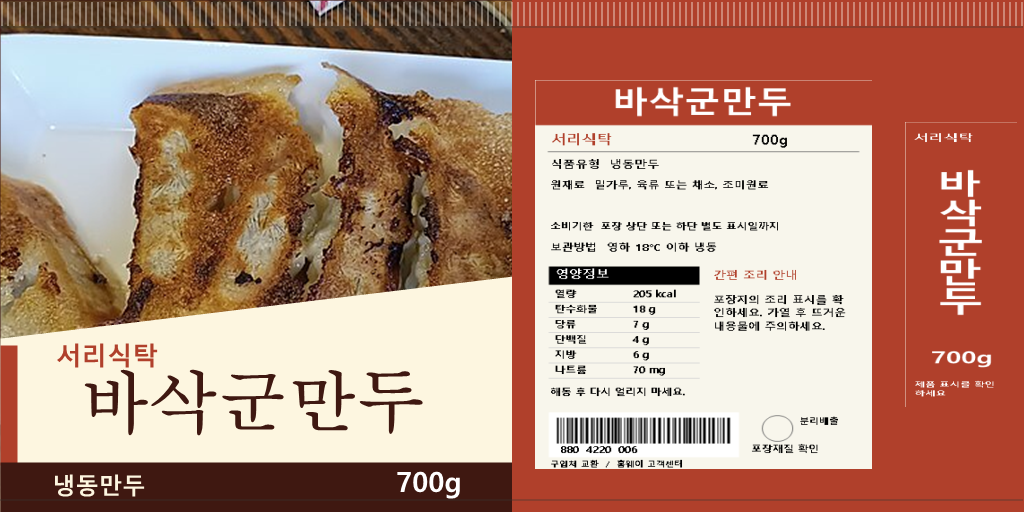 서리식탁
바삭군만두
냉동만두
700g
바삭군만두
서리식탁 700g
식품유형 냉동만두
원재료 밀가루, 육류 또는 채소, 조미원료
소비기한 포장 상단 또는 하단 별도 표시일까지
보관방법 영하 18°C 이하 냉동
영양정보
열량 205 kcal
탄수화물 18 g
당류 7 g
단백질 4 g
지방 6 g
나트륨 70 mg
간편 조리 안내
포장지의 조리 표시를 확
인하세요. 가열 후 뜨거운
내용물에 주의하세요.
해동 후 다시 얼리지 마세요.
880 4220 006
구입처 교환 / 홈웨이 고객센터
분리배출
포장재질 확인
서리식탁
바삭군만두
700g
제품 표시를 확인
하세요